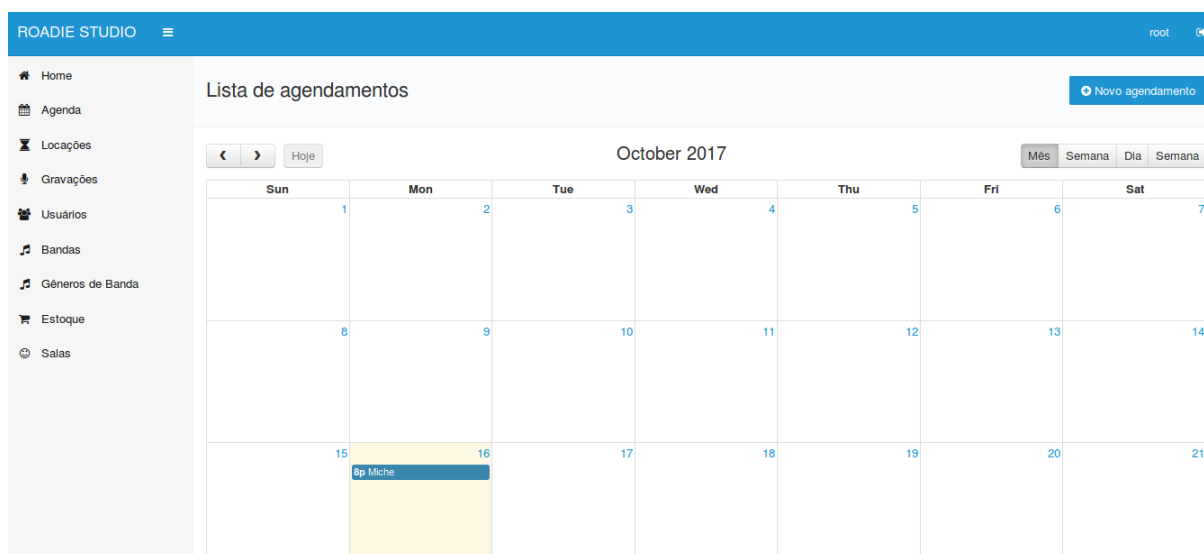 ROADIE STUDIO
root
Home
Agenda
Locações
Gravações
Usuários
Bandas
Gêneros de Banda
Estoque
Salas
Lista de agendamentos
Novo agendamento
Hoje
October 2017
Mês Semana Dia Semana
Sun Mon Tue Wed Thu Fri Sat
1 2 3 4 5 6 7
8 9 10 11 12 13 14
15 16 17 18 19 20 21
8p Miche